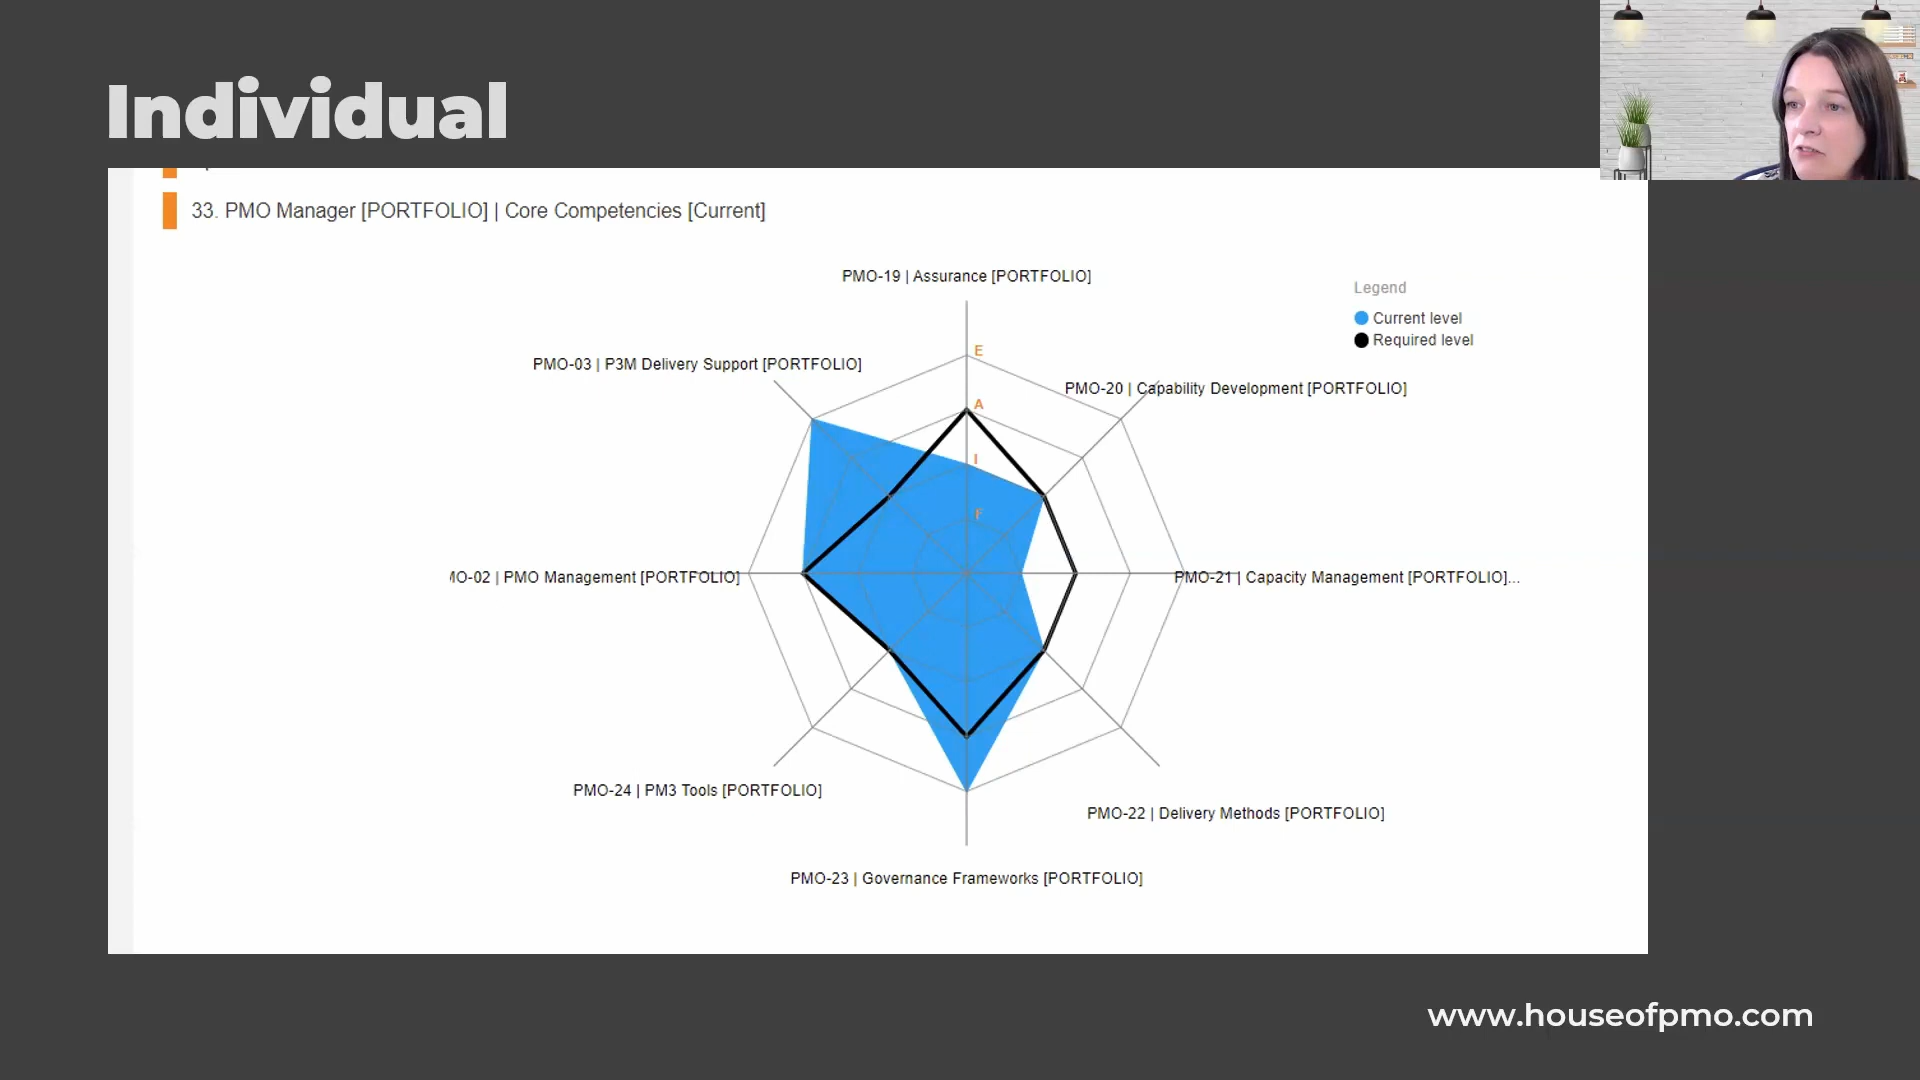 Individual
33. PMO Manager [PORTFOLIO] | Core Competencies [Current]
PMO-19 | Assurance [PORTFOLIO]
Legend
Current level
Required level
E
PMO-03 | P3M Delivery Support [PORTFOLIO]
PMO-20 | Capability Development [PORTFOLIO]
A
I
F
MO-02 | PMO Management [PORTFOLIO]
PMO-21 | Capacity Management [PORTFOLIO]...
PMO-24 | PM3 Tools [PORTFOLIO]
PMO-22 | Delivery Methods [PORTFOLIO]
PMO-23 | Governance Frameworks [PORTFOLIO]
www.houseofpmo.com